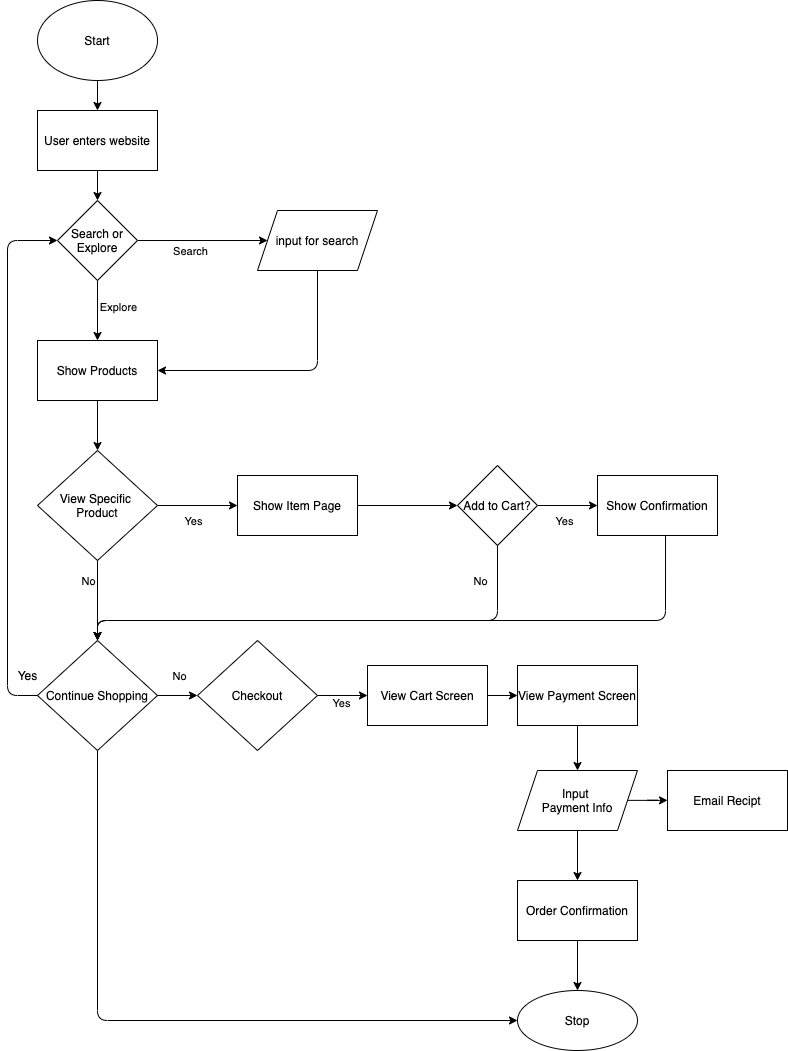 Start
User enters website
Search or
Explore
Search
input for search
Explore
Show Products
View Specific
Product
Yes
Show Item Page
Add to Cart?
Yes
Show Confirmation
No
No
Yes
Continue Shopping
No
Checkout
Yes
View Cart Screen
View Payment Screen
Input
Payment Info
Email Recipt
Order Confirmation
Stop